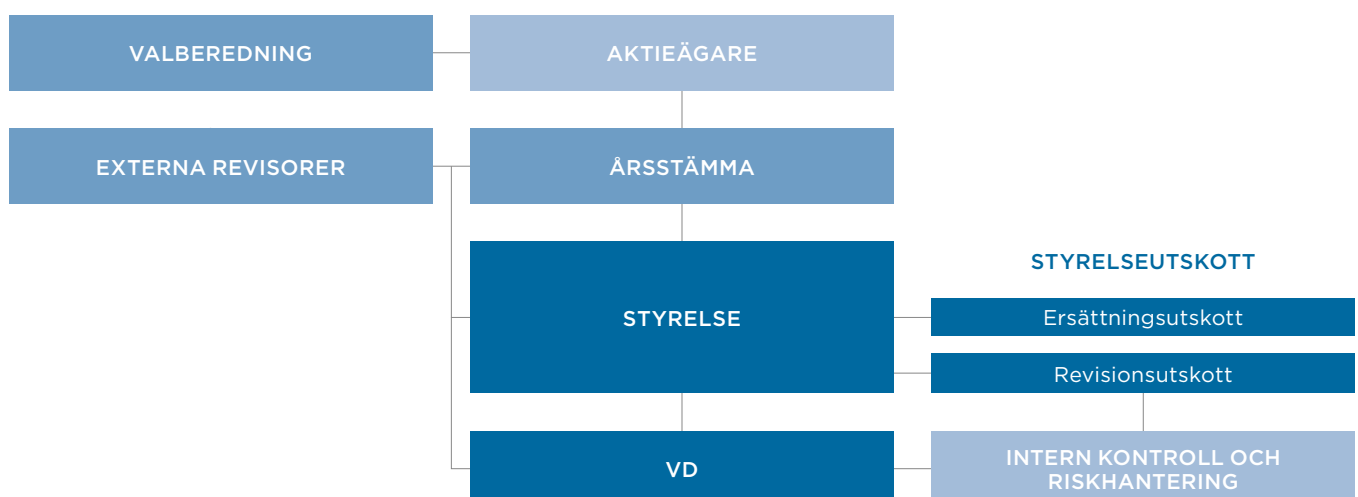 VALBEREDNING
AKTIEÄGARE
EXTERNA REVISORER
ÅRSSTÄMMA
STYRELSE
STYRELSEUTSKOTT
Ersättningsutskott
Revisionsutskott
VD
INTERN KONTROLL OCH
RISKHANTERING